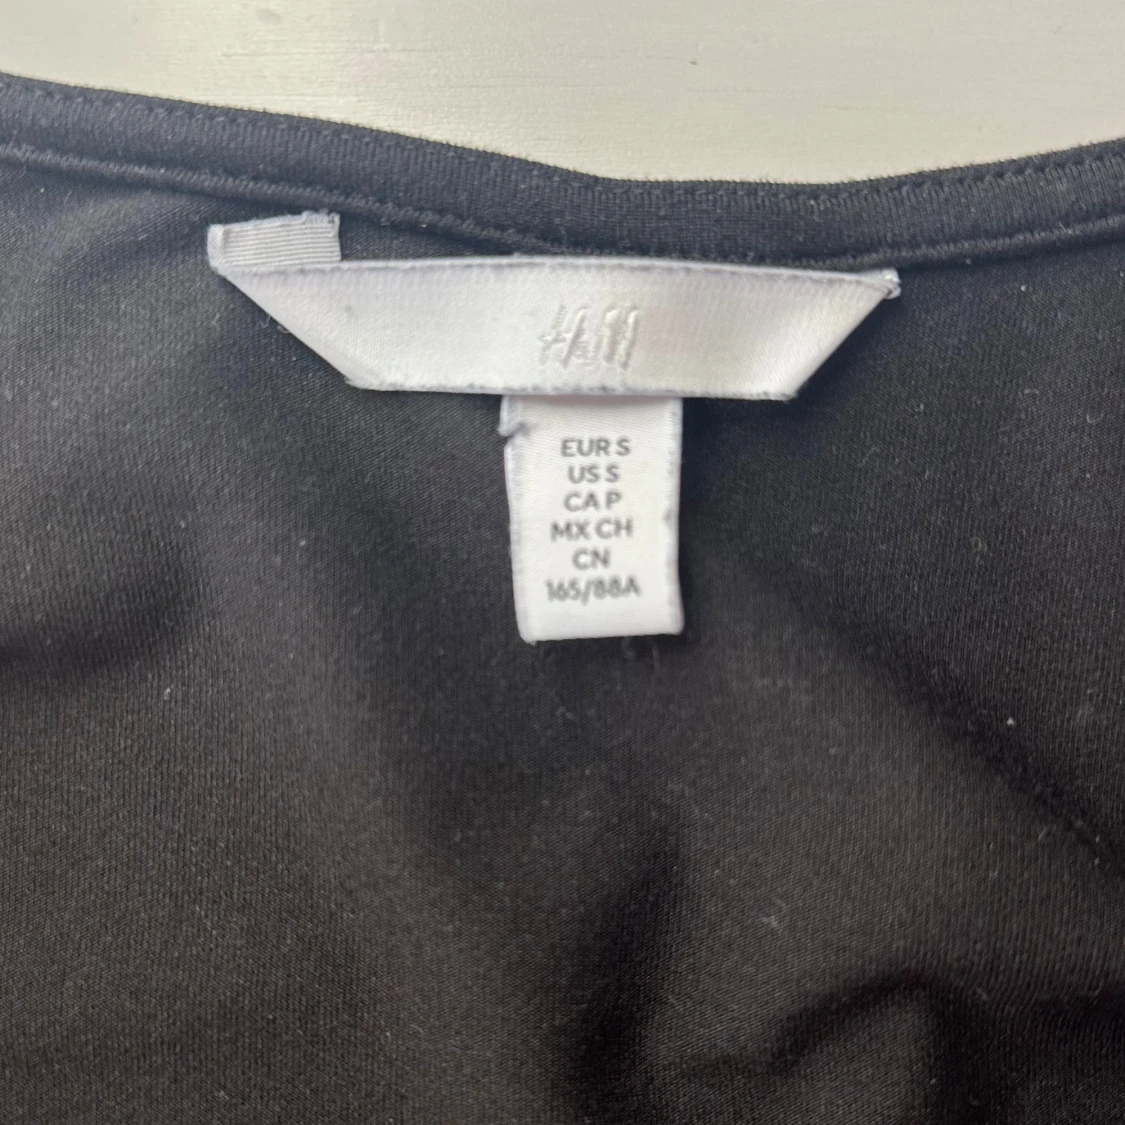 H&M
EUR S
US S
CA P
MX CH
CN
165/88A